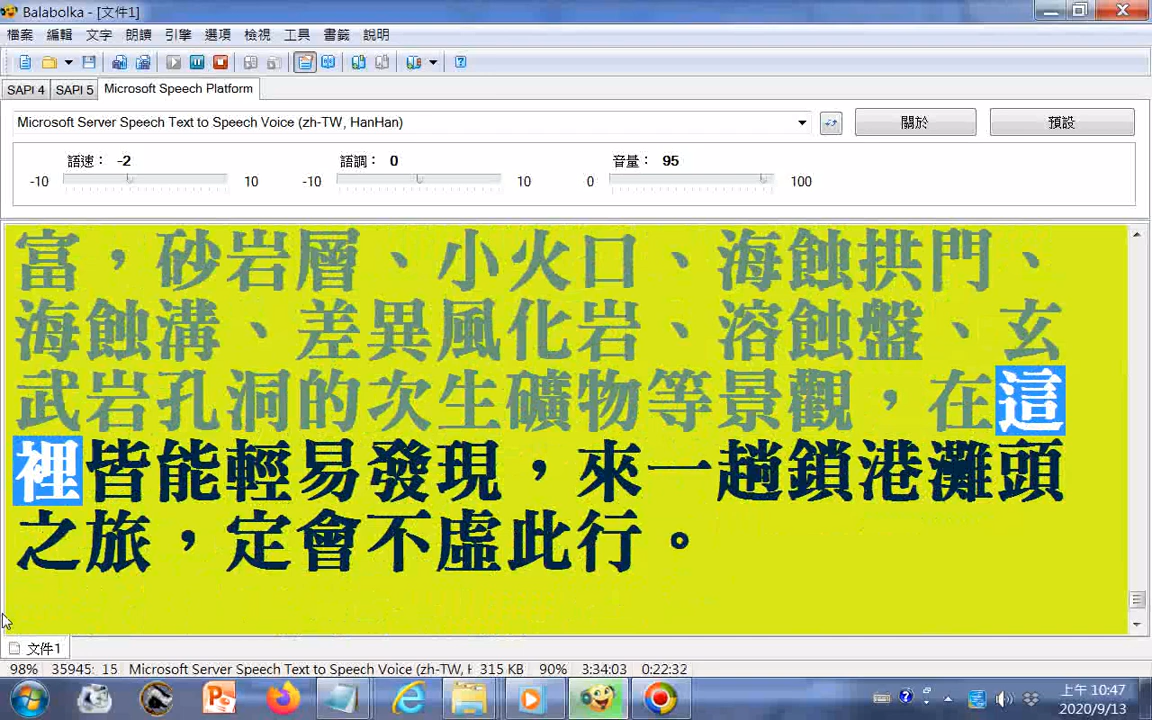 Balabolka - [文件1]
檔案 編輯 文字 朗讀 引擎 選項 檢視 工具 書籤 說明
SAPI 4 SAPI 5 Microsoft Speech Platform
Microsoft Server Speech Text to Speech Voice (zh-TW, HanHan) 關於 預設
語速： -2 語調： 0 音量： 95
-10 10 -10 10 0 100
富，砂岩層、小火口、海蝕拱門、
海蝕溝、差異風化岩、溶蝕盤、玄
武岩孔洞的次生礦物等景觀，在這
裡皆能輕易發現，來一趟鎖港灘頭
之旅，定會不虛此行。
文件1
98% 35945: 15 Microsoft Server Speech Text to Speech Voice (zh-TW, H 315 KB 90% 3:34:03 0:22:32
上午 10:47
2020/9/13